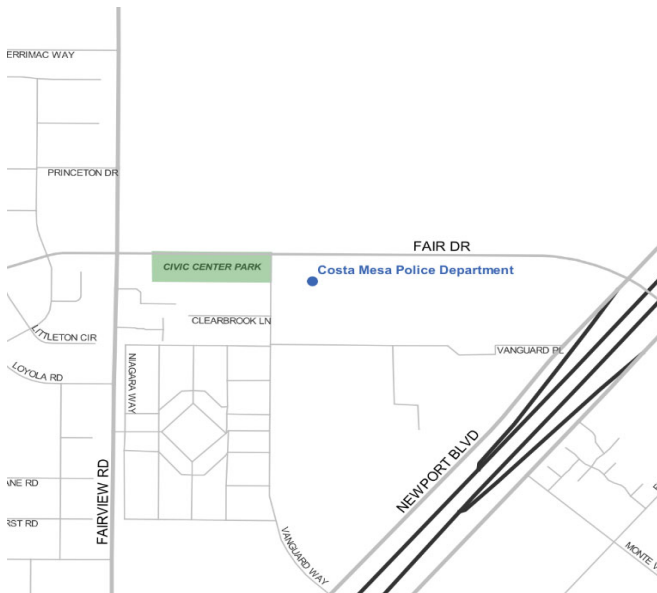 ERRIMAC WAY
PRINCETON DR
FAIR DR
CIVIC CENTER PARK
Costa Mesa Police Department
CLEARBROOK LN
LITTLETON CIR
VANGUARD PL
NIAGARA WAY
LOYOLA RD
NEWPORT BLVD
ANE RD
FAIRVIEW RD
RST RD
VANGUARD WAY
MONTE V